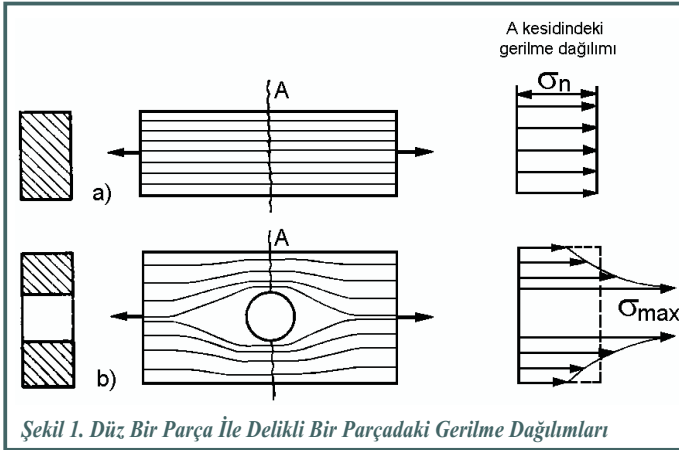 A kesidindeki
gerilme dağılımı
A
σn
a)
A
σmax
b)
Şekil 1. Düz Bir Parça İle Delikli Bir Parçadaki Gerilme Dağılımları